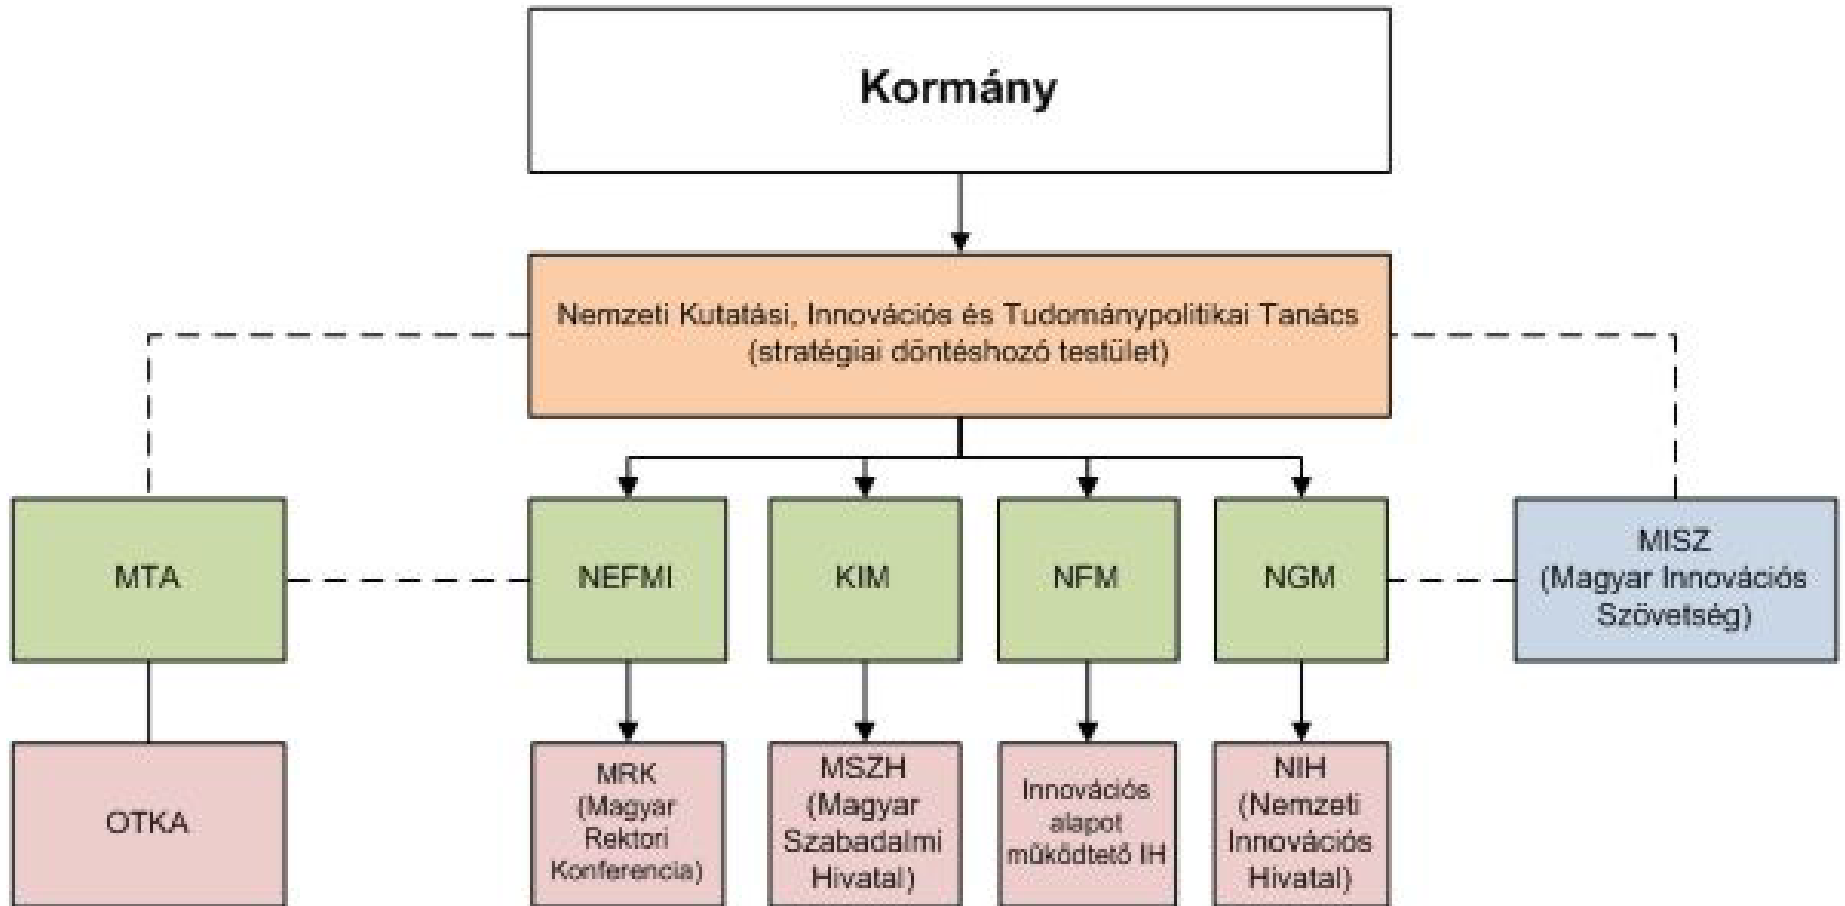 Kormány
Nemzeti Kutatási, Innovációs és Tudománypolitikai Tanács
(stratégiai döntéshozó testület)
MTA
NEFMI
KIM
NFM
NGM
MISZ
(Magyar Innovációs
Szövetség)
OTKA
MRK
(Magyar
Rektori
Konferencia)
MSZH
(Magyar
Szabadalmi
Hivatal)
Innovációs
alapot
működtető IH
NIH
(Nemzeti
Innovációs
Hivatal)